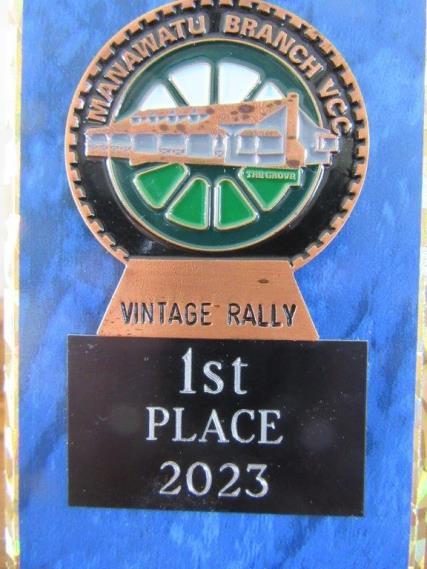 MANAWATU BRANCH VCC
THE GROVE
VINTAGE RALLY
1st
PLACE
2023